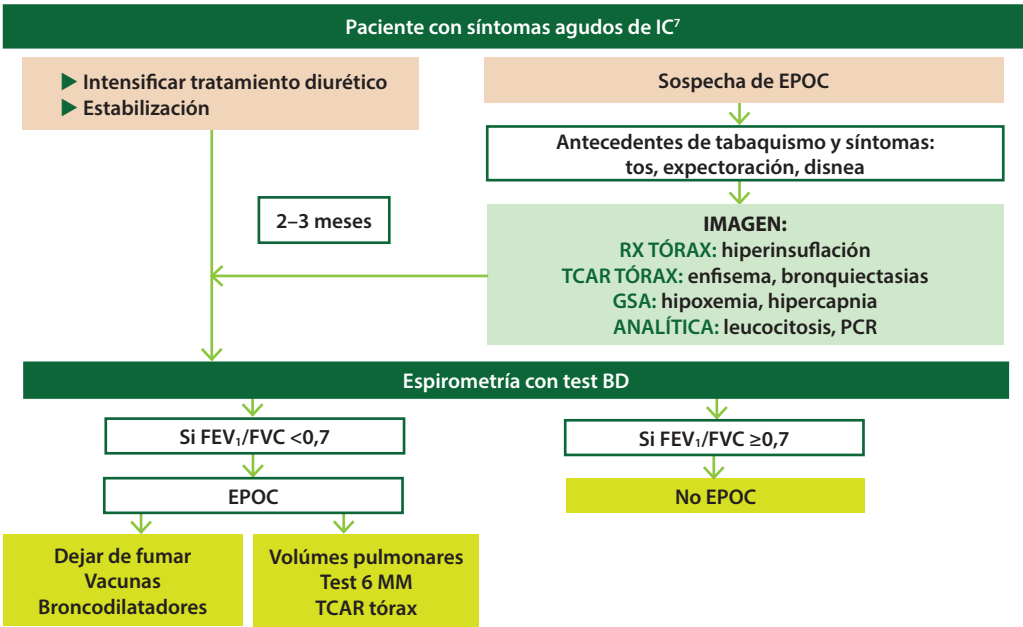 Paciente con síntomas agudos de IC⁷
▶ Intensificar tratamiento diurético
▶ Estabilización
Sospecha de EPOC
Antecedentes de tabaquismo y síntomas:
tos, expectoración, disnea
2–3 meses
IMAGEN:
RX TÓRAX: hiperinsuflación
TCAR TÓRAX: enfisema, bronquiectasias
GSA: hipoxemia, hipercapnia
ANALÍTICA: leucocitosis, PCR
Espirometría con test BD
Si FEV₁/FVC <0,7
Si FEV₁/FVC ≥0,7
EPOC
No EPOC
Dejar de fumar
Vacunas
Broncodilatadores
Volúmes pulmonares
Test 6 MM
TCAR tórax